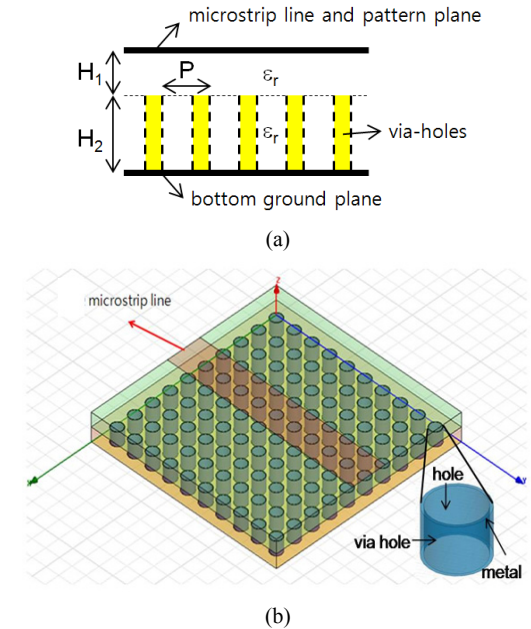 microstrip line and pattern plane
H1
P
εr
H2
εr
via-holes
bottom ground plane
(a)
z
microstrip line
hole
via hole
metal
(b)